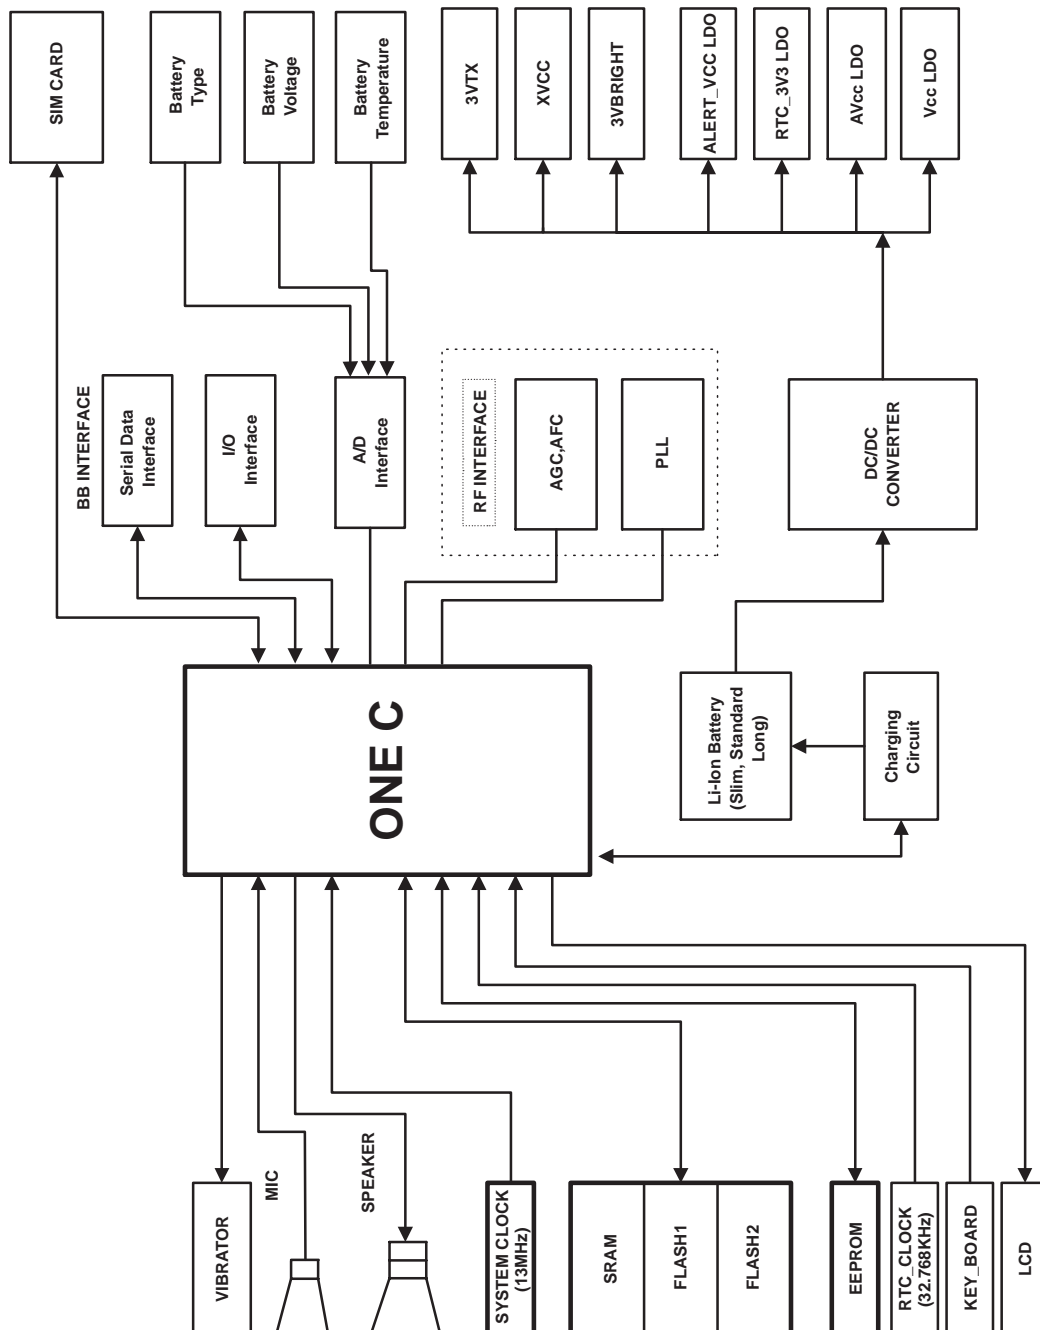 SIM CARD
Battery
Type
Battery
Voltage
Battery
Temperature
3VTX
XVCC
3VBRIGHT
ALERT_VCC LDO
RTC_3V3 LDO
AVcc LDO
Vcc LDO
BB INTERFACE
Serial Data
Interface
I/O
Interface
A/D
Interface
RF INTERFACE
AGC,AFC
PLL
DC/DC
CONVERTER
ONE C
Li-Ion Battery
(Slim, Standard
Long)
Charging
Circuit
VIBRATOR
MIC
SPEAKER
SYSTEM CLOCK
(13MHz)
SRAM
FLASH1
FLASH2
EEPROM
RTC_CLOCK
(32.768KHz)
KEY_BOARD
LCD